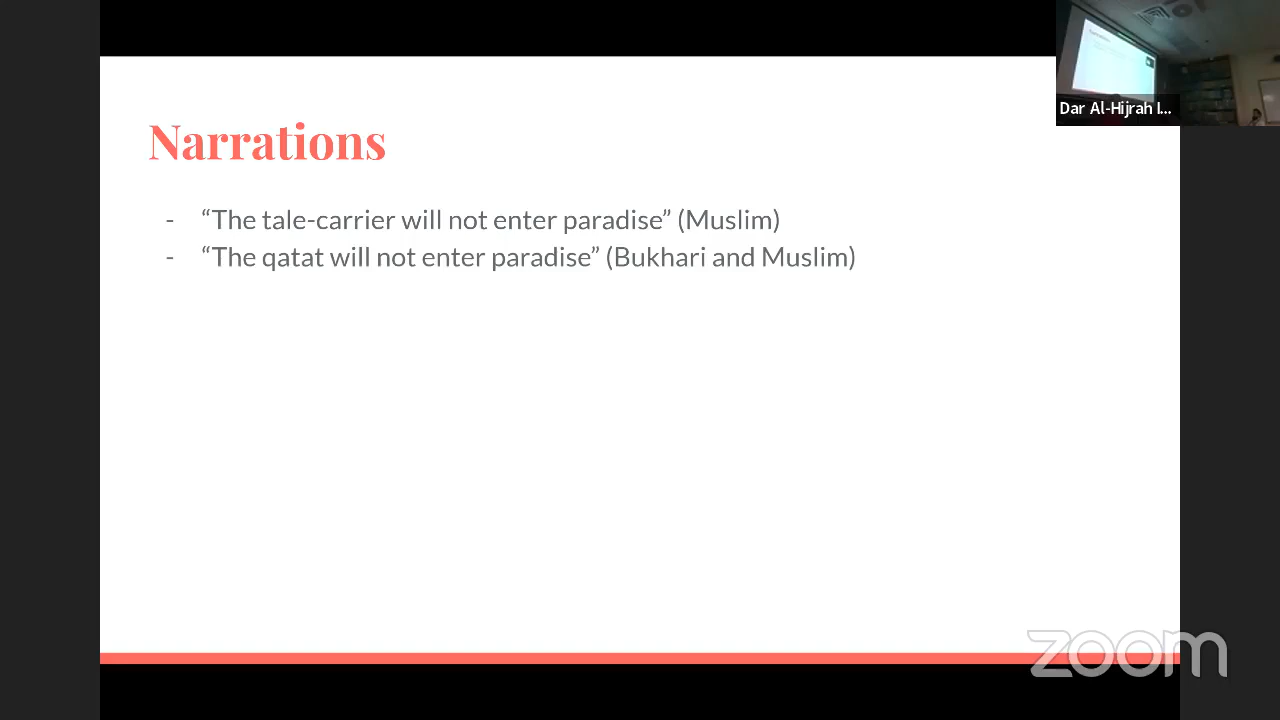 Dar Al-Hijrah I...
Narrations
- “The tale-carrier will not enter paradise” (Muslim)
- “The qatat will not enter paradise” (Bukhari and Muslim)
zoom